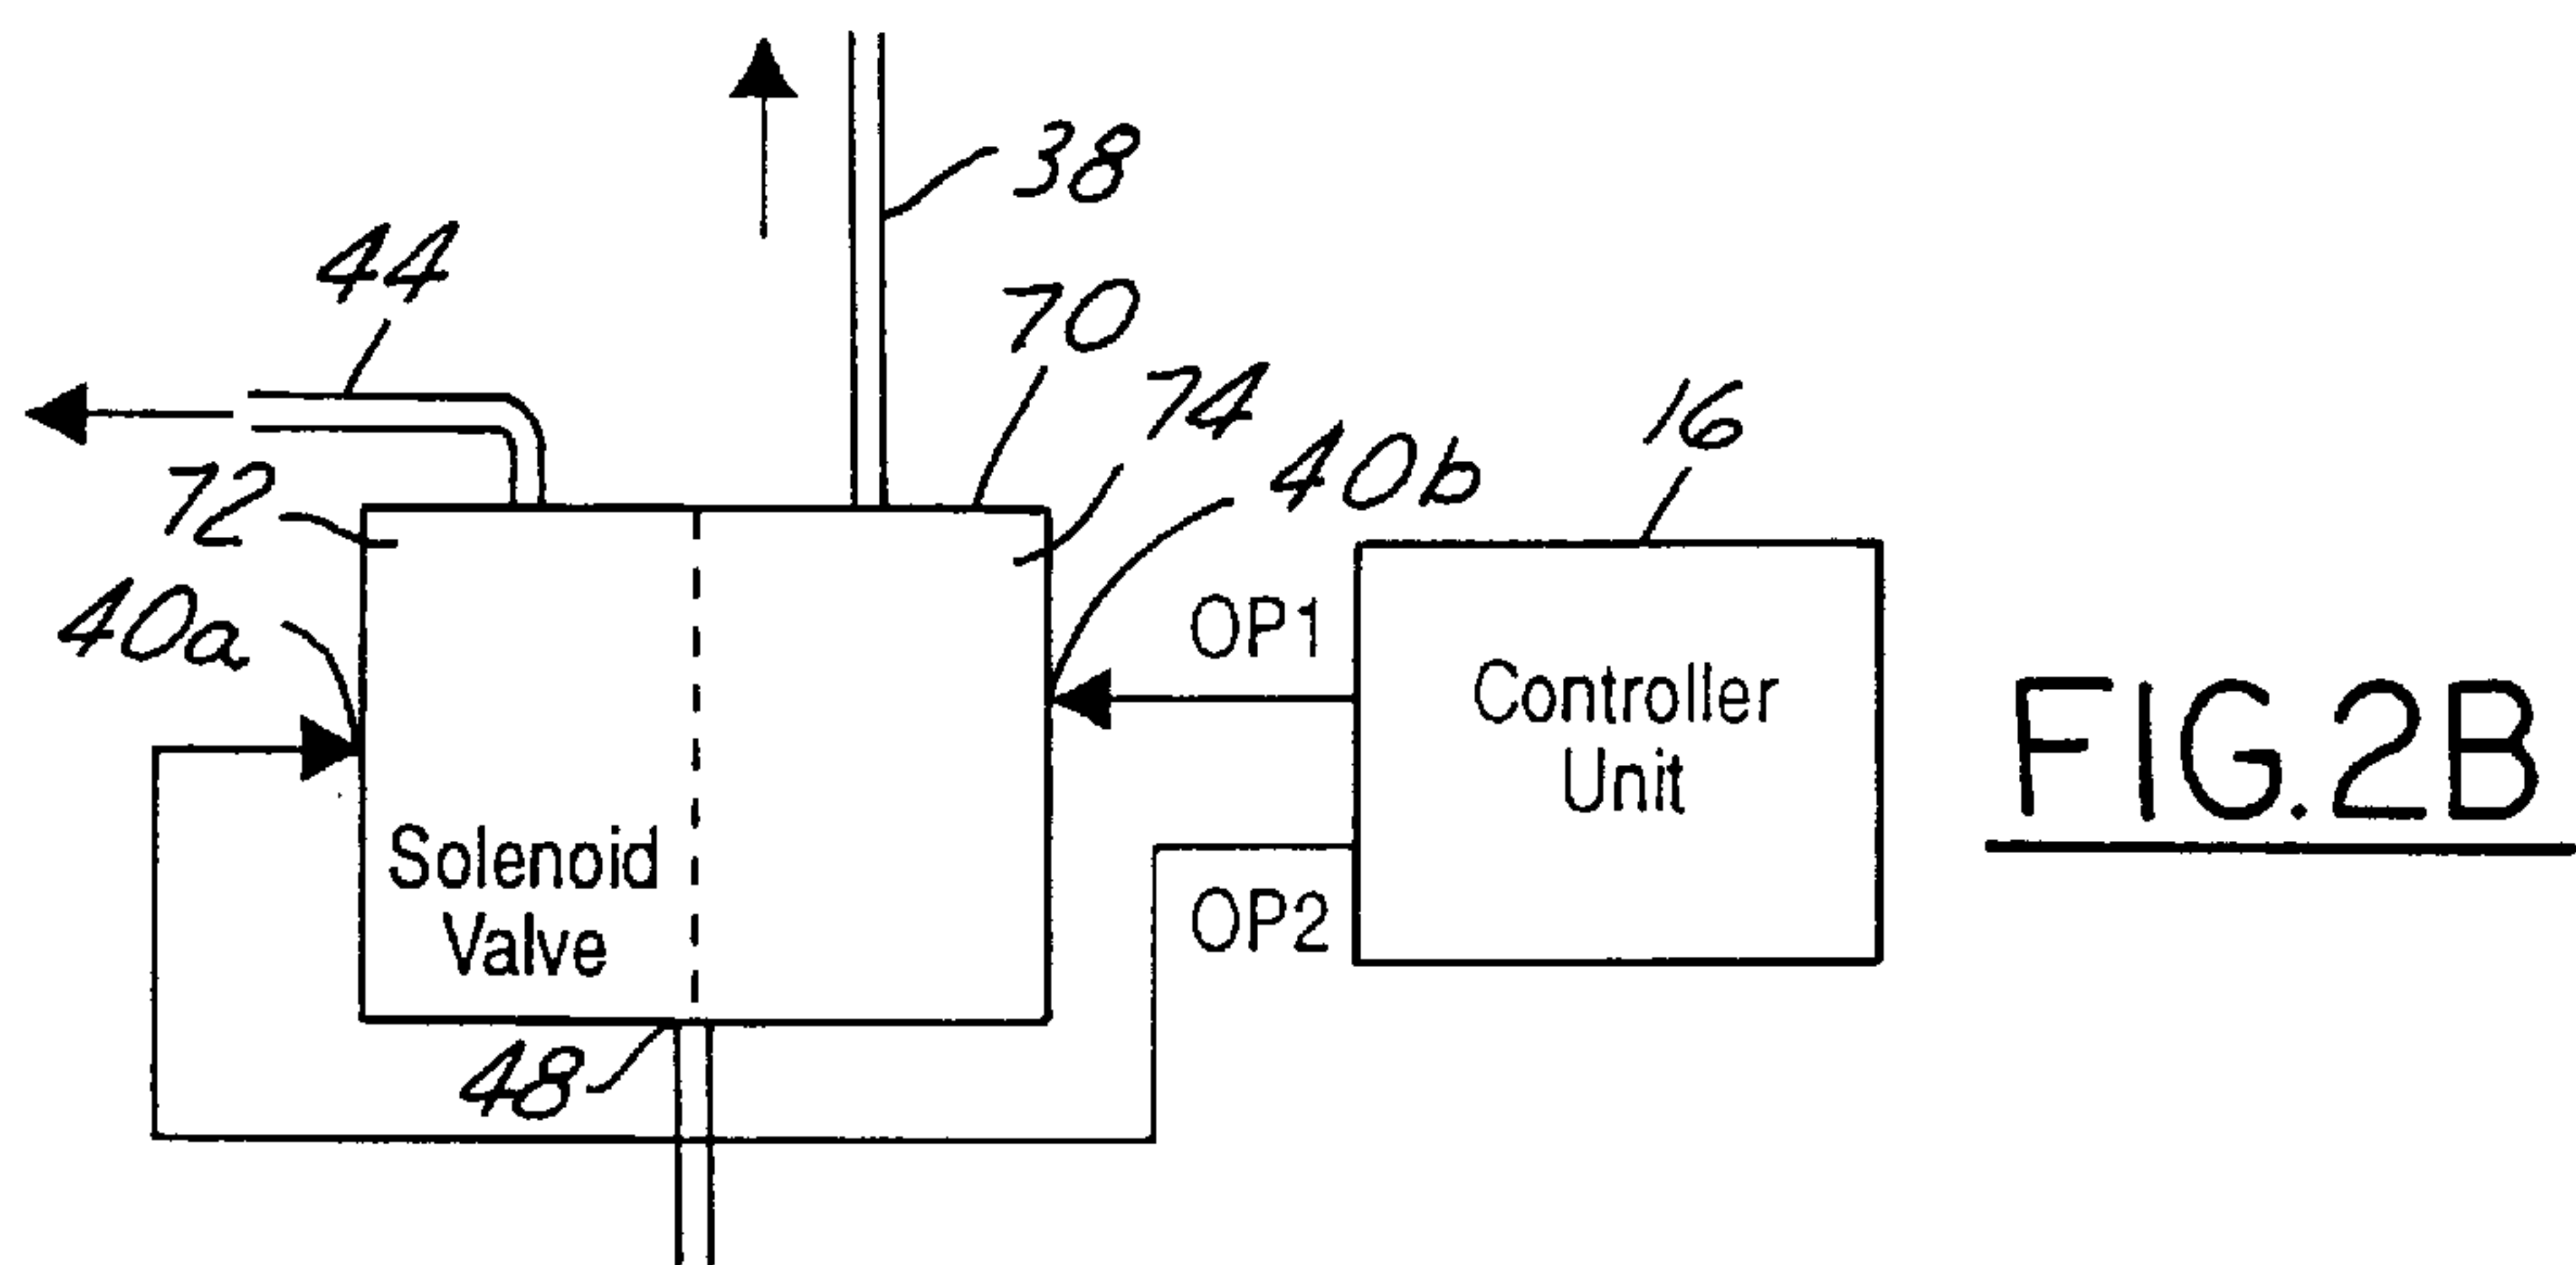 38
44
70
74
40b
16
72
40a
OP1
Controller
Unit
FIG.2B
Solenoid
Valve
OP2
48